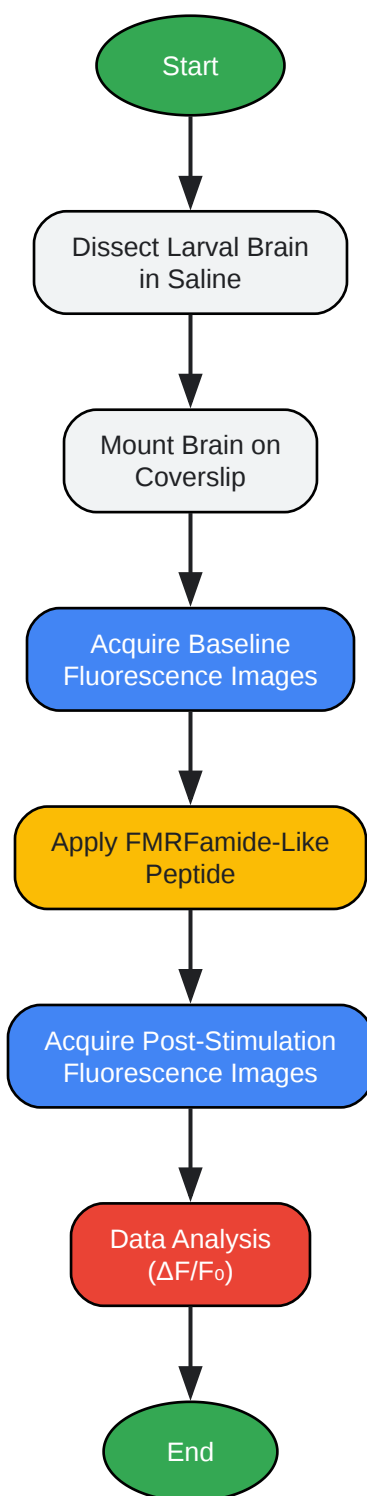 Start
Dissect Larval Brain
in Saline
Mount Brain on
Coverslip
Acquire Baseline
Fluorescence Images
Apply FMRFamide-Like
Peptide
Acquire Post-Stimulation
Fluorescence Images
Data Analysis
(ΔF/F₀)
End